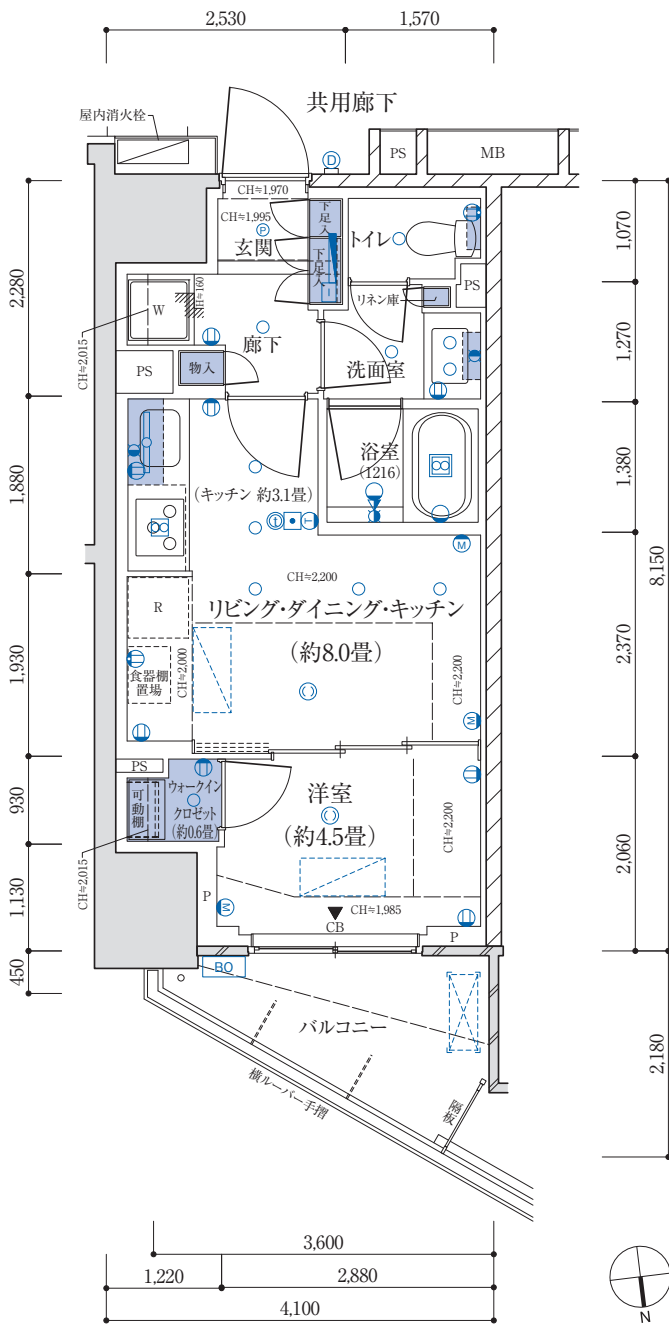 2,530
1,570
共用廊下
屋内消火栓
PS
MB
D
CH≒1,970
CH≒1,995
P
玄関
下足入
下足入
トイレ
PS
リネン庫
W
H≒160
CH≒2,015
廊下
洗面室
PS
物入
浴室
(1216)
(キッチン 約3.1畳)
t
T
M
CH≒2,200
R
リビング・ダイニング・キッチン
(約8.0畳)
CH≒2,000
CH≒2,200
食器棚
置場
M
PS
ウォークイン
クロゼット
(約0.6畳)
可動棚
洋室
(約4.5畳)
CH≒2,200
CH≒2,015
P
M
CH≒1,985
CB
P
BO
バルコニー
横ルーバー手摺
隔板
2,280
1,880
1,930
930
1,130
450
1,070
1,270
1,380
2,370
2,060
8,150
2,180
3,600
1,220
2,880
4,100
N